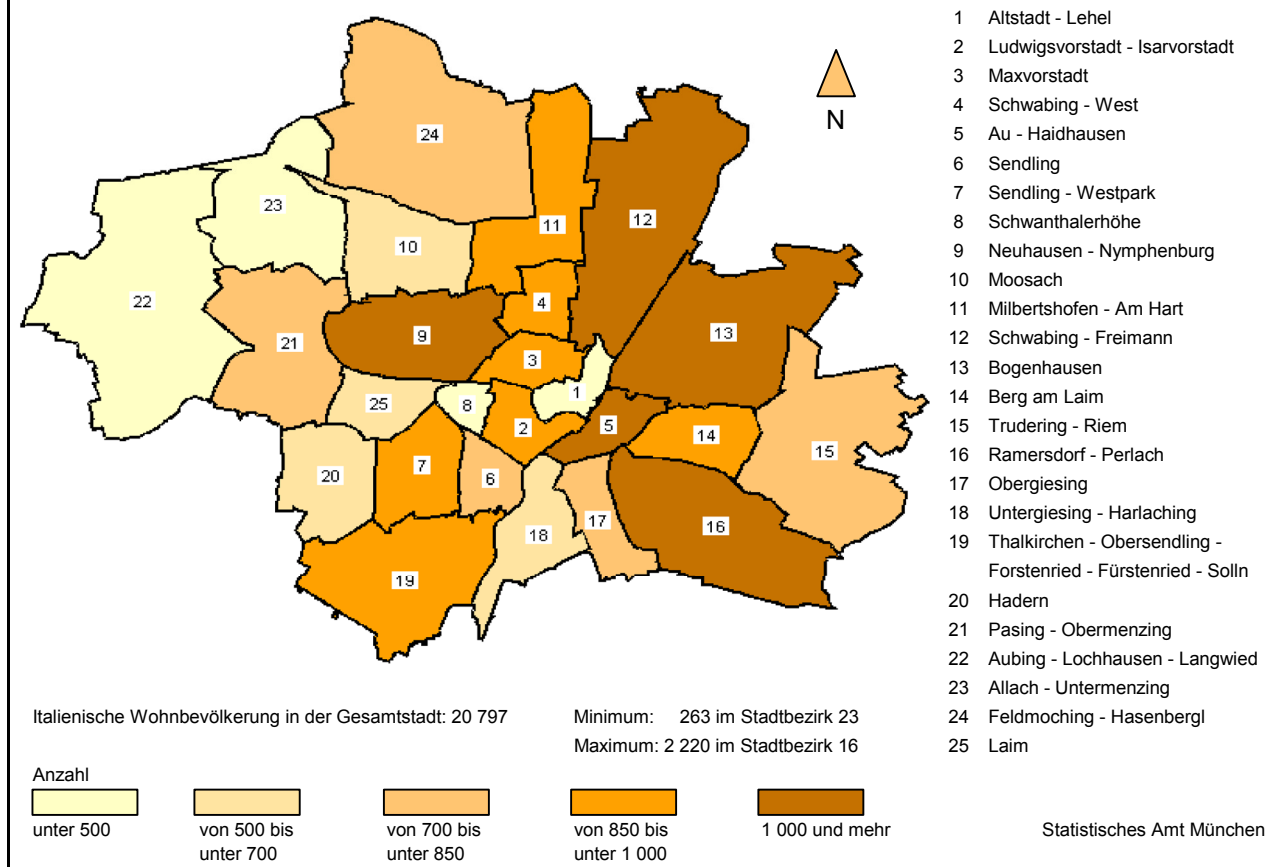 24
23
10
11
12
22
21
9
4
3
13
1
25
8
2
5
14
15
20
7
6
18
17
16
19
N
1 Altstadt - Lehel
2 Ludwigsvorstadt - Isarvorstadt
3 Maxvorstadt
4 Schwabing - West
5 Au - Haidhausen
6 Sendling
7 Sendling - Westpark
8 Schwanthalerhöhe
9 Neuhausen - Nymphenburg
10 Moosach
11 Milbertshofen - Am Hart
12 Schwabing - Freimann
13 Bogenhausen
14 Berg am Laim
15 Trudering - Riem
16 Ramersdorf - Perlach
17 Obergiesing
18 Untergiesing - Harlaching
19 Thalkirchen - Obersendling -
Forstenried - Fürstenried - Solln
20 Hadern
21 Pasing - Obermenzing
22 Aubing - Lochhausen - Langwied
23 Allach - Untermenzing
24 Feldmoching - Hasenbergl
25 Laim
Italienische Wohnbevölkerung in der Gesamtstadt: 20 797
Minimum: 263 im Stadtbezirk 23
Maximum: 2 220 im Stadtbezirk 16
Anzahl
unter 500
von 500 bis
unter 700
von 700 bis
unter 850
von 850 bis
unter 1 000
1 000 und mehr
Statistisches Amt München